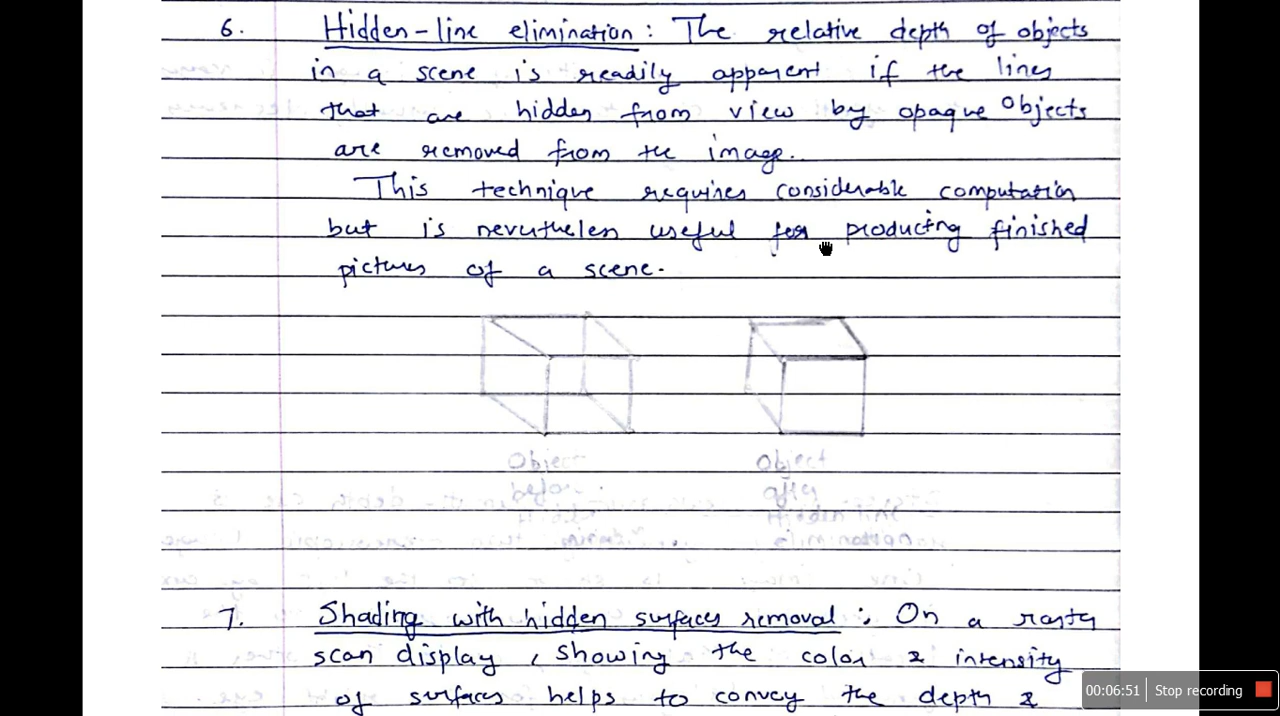 6. Hidden-line elimination : The relative depth of objects
in a scene is readily apparent if the lines
that are hidden from view by opaque objects
are removed from the image.
This technique requires considerable computation
but is nevertheless useful for producing finished
pictures of a scene.
Object Object
before after
7. Shading with hidden surfaces removal : On a raster
scan display, showing the color & intensity
of surfaces helps to convey the depth &
00:06:51 Stop recording